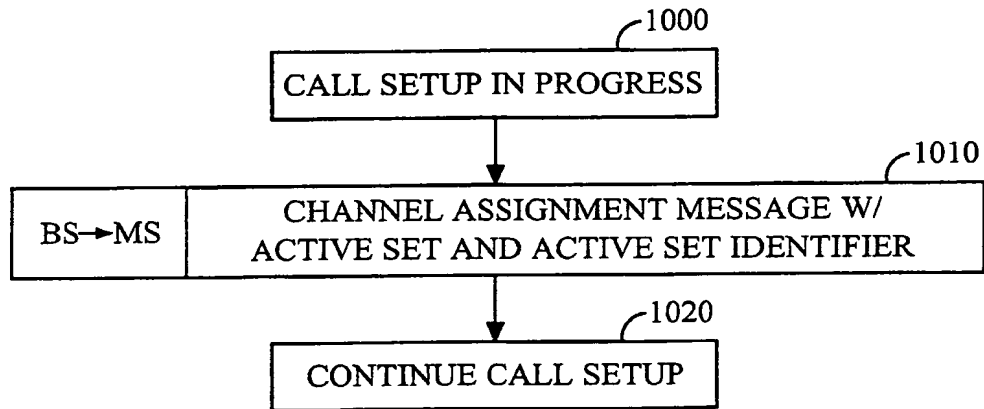 1000
CALL SETUP IN PROGRESS
1010
BS→MS
CHANNEL ASSIGNMENT MESSAGE W/
ACTIVE SET AND ACTIVE SET IDENTIFIER
1020
CONTINUE CALL SETUP